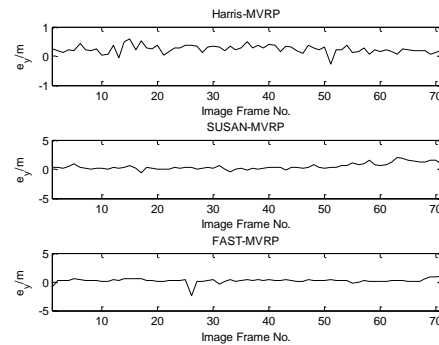 Harris-MVRP
1
0
-1
e_y/m
10 20 30 40 50 60 70
Image Frame No.
SUSAN-MVRP
5
0
-5
e_y/m
10 20 30 40 50 60 70
Image Frame No.
FAST-MVRP
5
0
-5
e_y/m
10 20 30 40 50 60 70
Image Frame No.